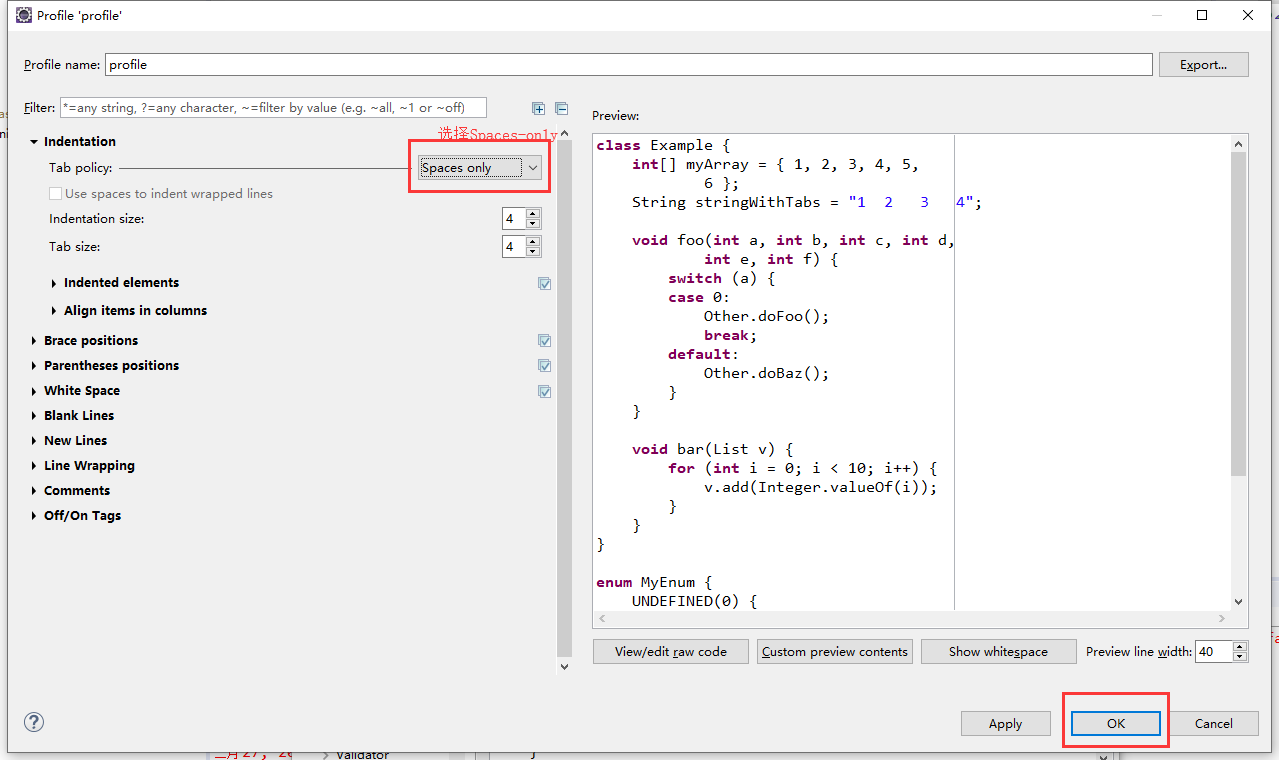 Profile 'profile'
Profile name: profile Export...
Filter: *=any string, ?=any character, ~=filter by value (e.g. ~all, ~1 or ~off)
选择Spaces-only
Indentation
Tab policy: Spaces only
Use spaces to indent wrapped lines
Indentation size: 4
Tab size: 4
Indented elements
Align items in columns
Brace positions
Parentheses positions
White Space
Blank Lines
New Lines
Line Wrapping
Comments
Off/On Tags
Preview:
class Example {
    int[] myArray = { 1, 2, 3, 4, 5,
            6 };
    String stringWithTabs = "1  2   3   4";

    void foo(int a, int b, int c, int d,
            int e, int f) {
        switch (a) {
        case 0:
            Other.doFoo();
            break;
        default:
            Other.doBaz();
        }
    }

    void bar(List v) {
        for (int i = 0; i < 10; i++) {
            v.add(Integer.valueOf(i));
        }
    }
}

enum MyEnum {
    UNDEFINED(0) {
View/edit raw code Custom preview contents Show whitespace Preview line width: 40
? Apply OK Cancel
Validator
}